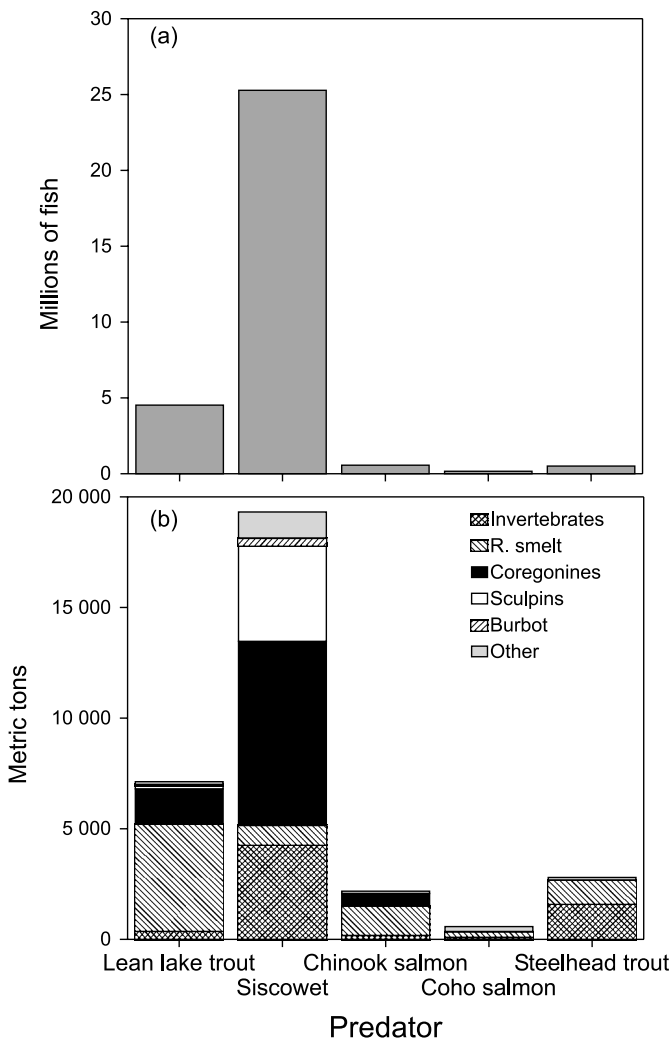 (a)
30
25
20
15
10
5
0
Millions of fish
(b)
20 000
15 000
10 000
5 000
0
Metric tons
Invertebrates
R. smelt
Coregonines
Sculpins
Burbot
Other
Lean lake trout
Siscowet
Chinook salmon
Coho salmon
Steelhead trout
Predator